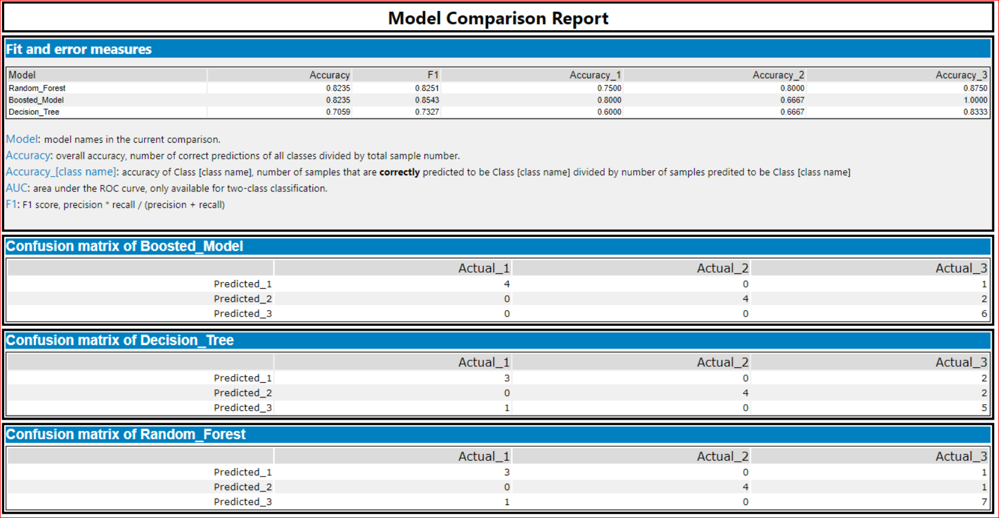 Model Comparison Report
Fit and error measures
Model Accuracy F1 Accuracy_1 Accuracy_2 Accuracy_3
Random_Forest 0.8235 0.8251 0.7500 0.8000 0.8750
Boosted_Model 0.8235 0.8543 0.8000 0.6667 1.0000
Decision_Tree 0.7059 0.7327 0.6000 0.6667 0.8333
Model: model names in the current comparison.
Accuracy: overall accuracy, number of correct predictions of all classes divided by total sample number.
Accuracy_[class name]: accuracy of Class [class name], number of samples that are correctly predicted to be Class [class name] divided by number of samples predited to be Class [class name]
AUC: area under the ROC curve, only available for two-class classification.
F1: F1 score, precision * recall / (precision + recall)
Confusion matrix of Boosted_Model
Actual_1 Actual_2 Actual_3
Predicted_1 4 0 1
Predicted_2 0 4 2
Predicted_3 0 0 6
Confusion matrix of Decision_Tree
Actual_1 Actual_2 Actual_3
Predicted_1 3 0 2
Predicted_2 0 4 2
Predicted_3 1 0 5
Confusion matrix of Random_Forest
Actual_1 Actual_2 Actual_3
Predicted_1 3 0 1
Predicted_2 0 4 1
Predicted_3 1 0 7